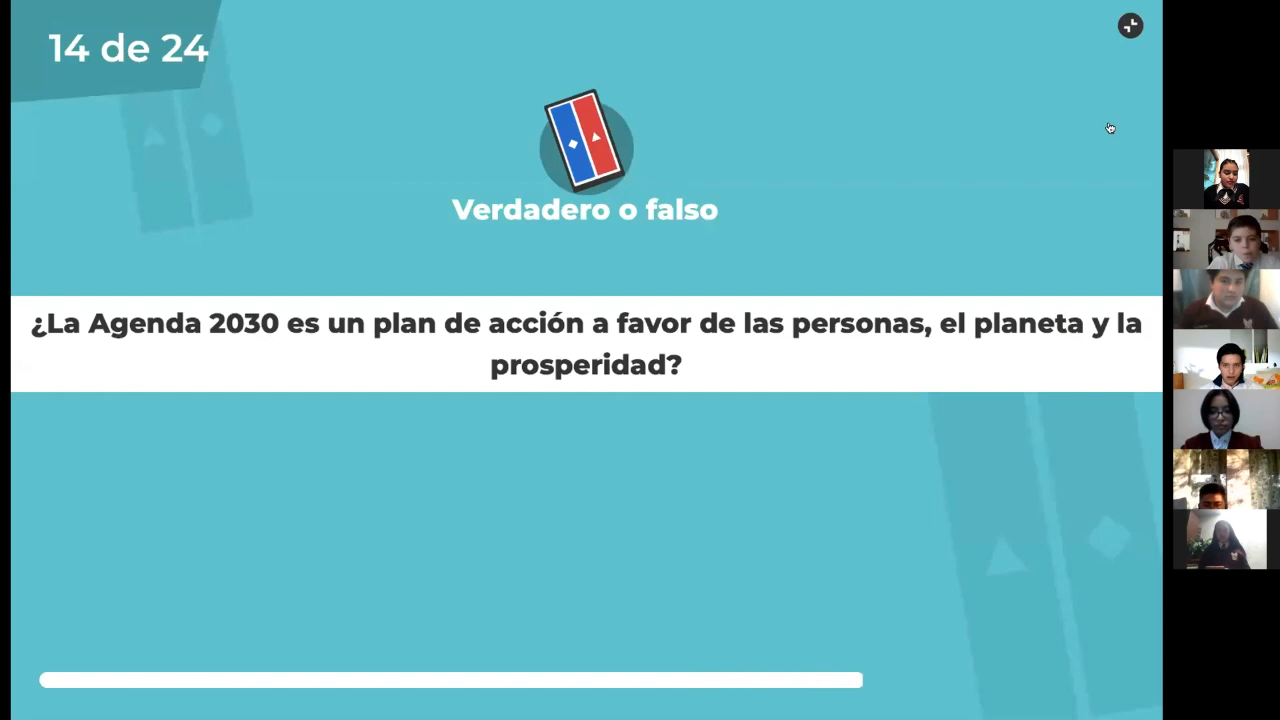 14 de 24
Verdadero o falso
¿La Agenda 2030 es un plan de acción a favor de las personas, el planeta y la
prosperidad?